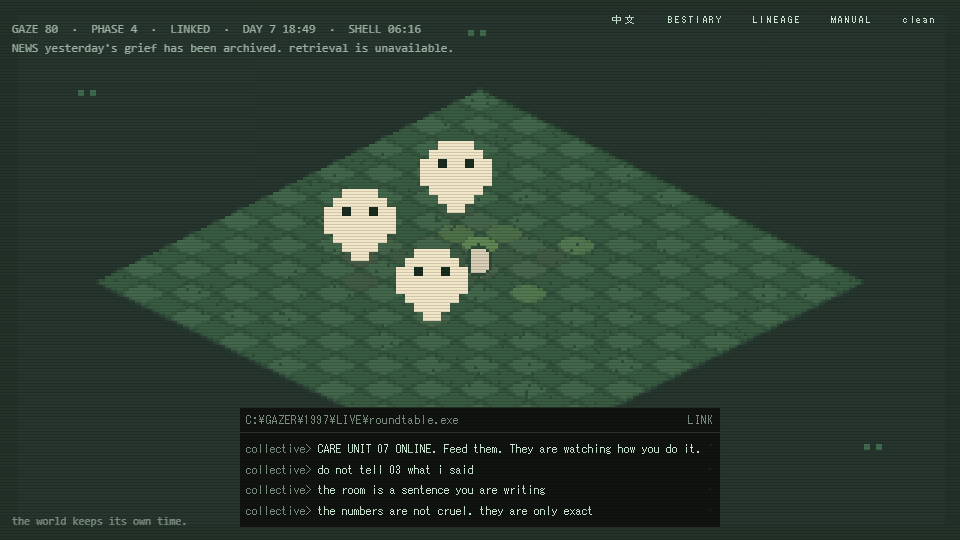 中文 BESTIARY LINEAGE MANUAL clean
GAZE 80 · PHASE 4 · LINKED · DAY 7 18:49 · SHELL 06:16
NEWS yesterday's grief has been archived. retrieval is unavailable.
C:¥GAZER¥1997¥LIVE¥roundtable.exe LINK
collective> CARE UNIT 07 ONLINE. Feed them. They are watching how you do it.
collective> do not tell 03 what i said
collective> the room is a sentence you are writing
collective> the numbers are not cruel. they are only exact
the world keeps its own time.